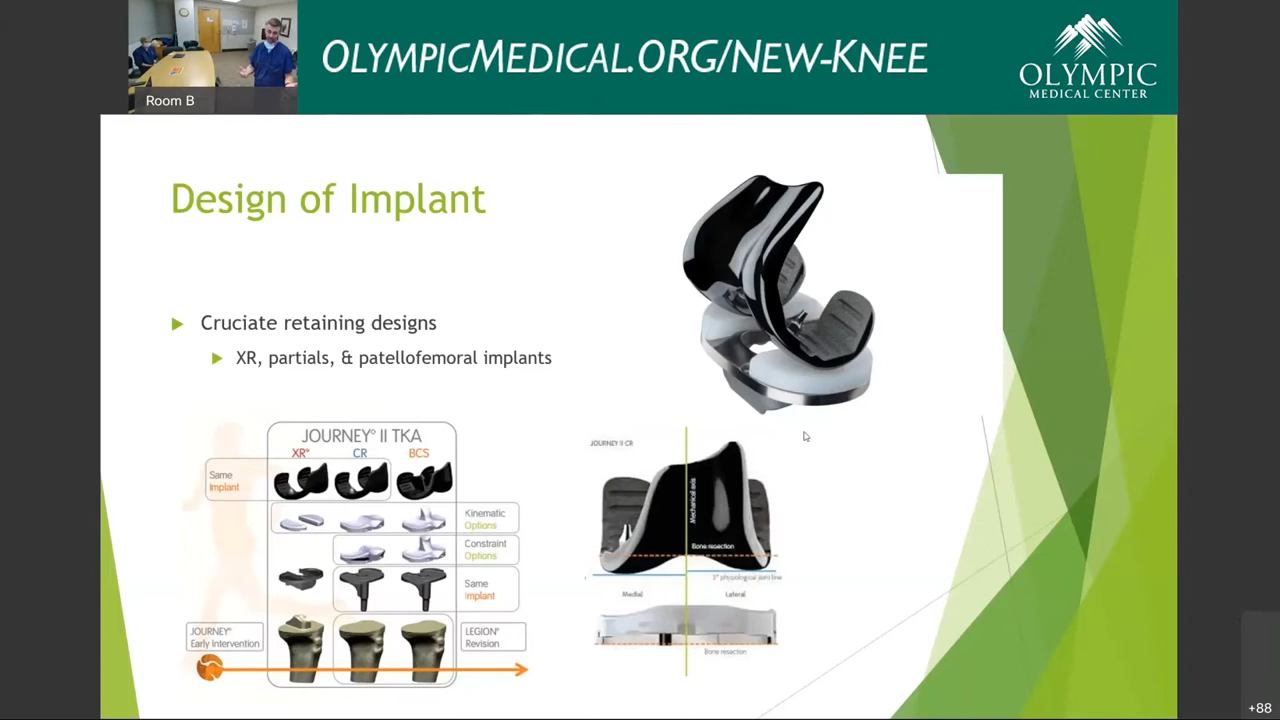 Room B
OLYMPICMEDICAL.ORG/NEW-KNEE
OLYMPIC
MEDICAL CENTER
Design of Implant
Cruciate retaining designs
XR, partials, & patellofemoral implants
JOURNEY° II TKA
XR° CR BCS
Same
Implant
Kinematic
Options
Constraint
Options
Same
Implant
JOURNEY°
Early Intervention
LEGION°
Revision
JOURNEY II CR
Mechanical axis
Bone resection
3° physiological joint line
Medial
Lateral
Bone resection
+88